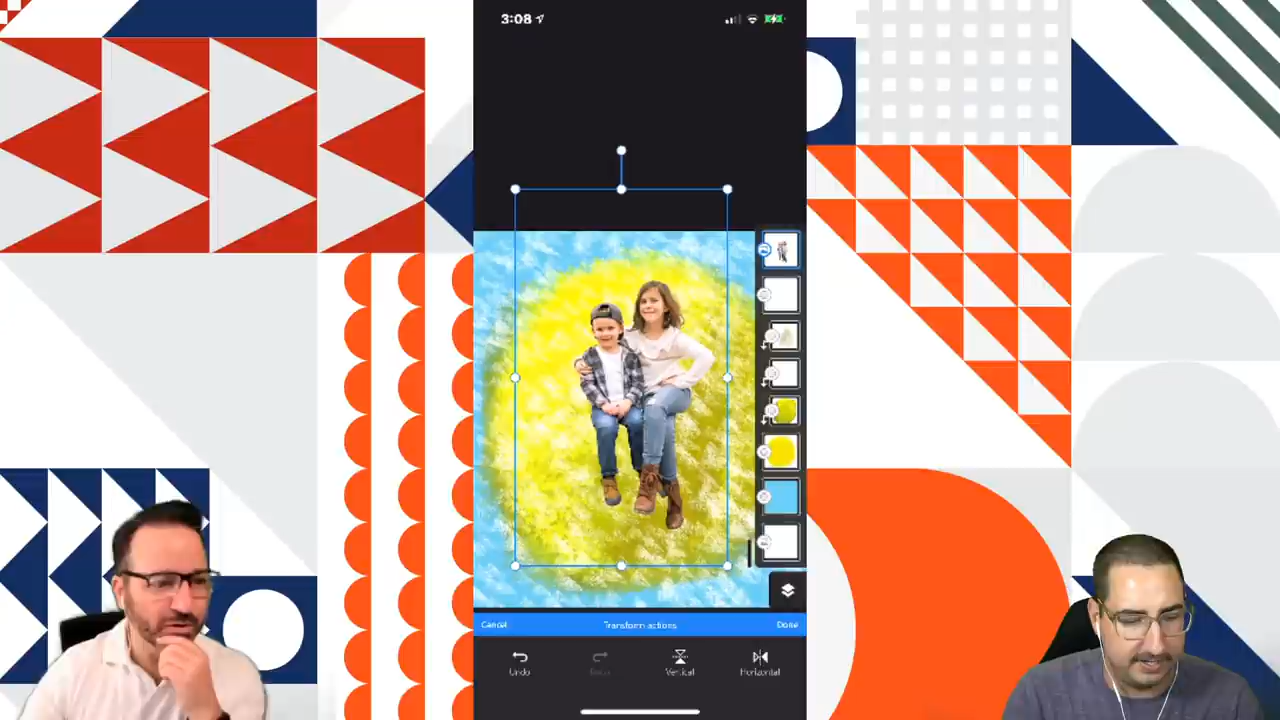 3:08
Cancel
Transform actions
Done
Undo
Vertical
Horizontal